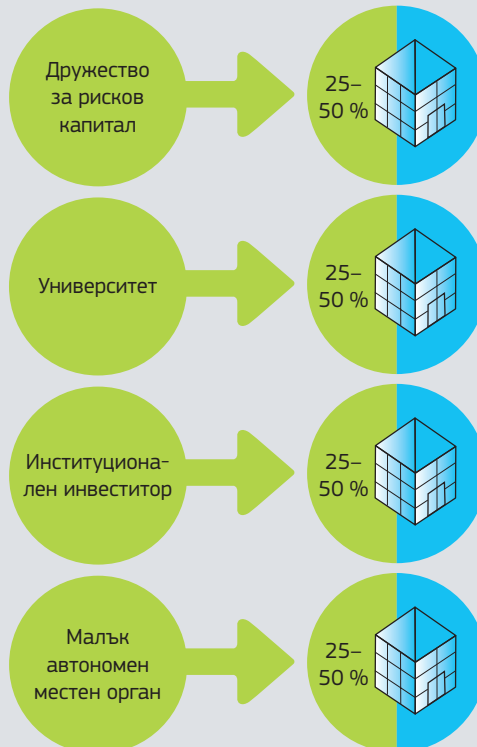 Дружество
за рисков
капитал
25–
50 %
Университет
25–
50 %
Институциона-
лен инвеститор
25–
50 %
Малък
автономен
местен орган
25–
50 %